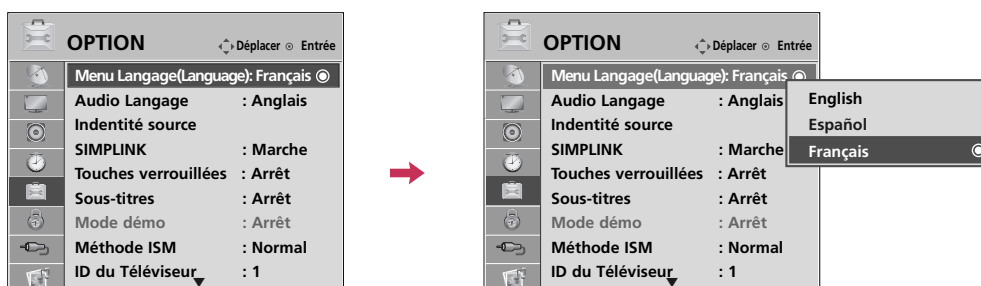 OPTION Déplacer Entrée
Menu Langage(Language): Français
Audio Langage : Anglais
Indentité source
SIMPLINK : Marche
Touches verrouillées : Arrêt
Sous-titres : Arrêt
Mode démo : Arrêt
Méthode ISM : Normal
ID du Téléviseur : 1
OPTION Déplacer Entrée
Menu Langage(Language): Français
Audio Langage : Anglais
Indentité source
SIMPLINK : Marche
Touches verrouillées : Arrêt
Sous-titres : Arrêt
Mode démo : Arrêt
Méthode ISM : Normal
ID du Téléviseur : 1
English
Español
Français